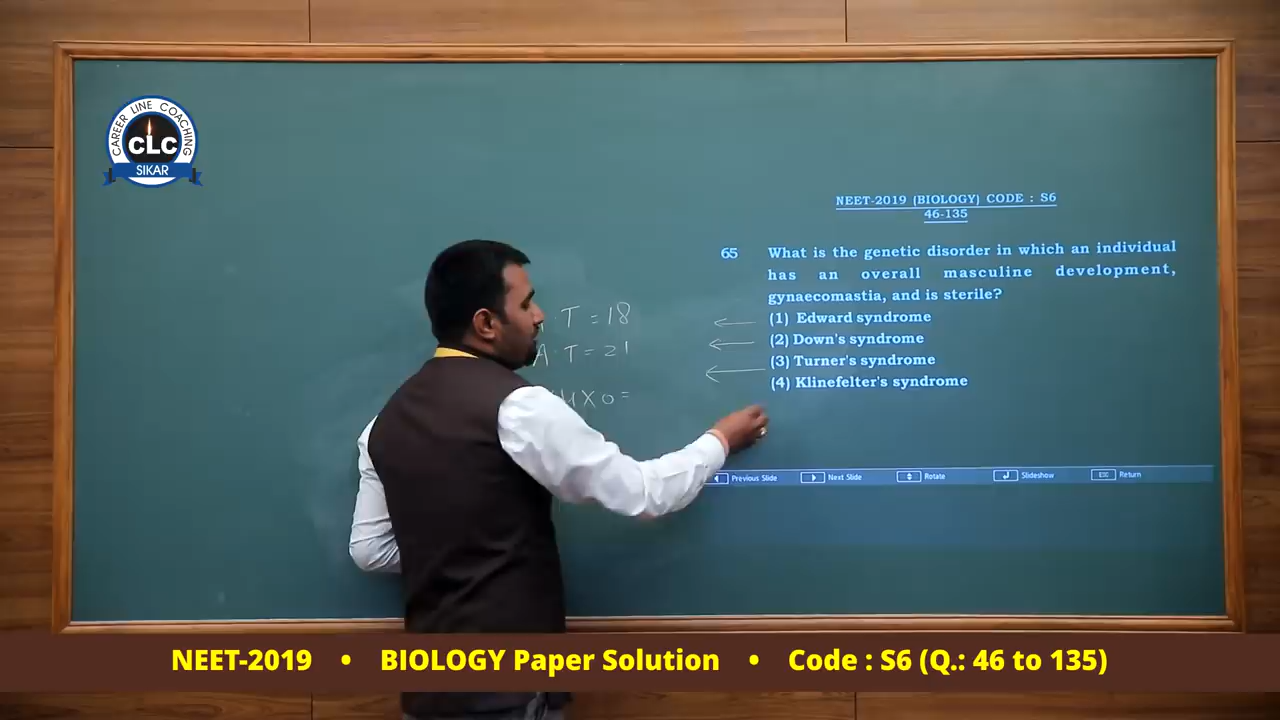 CAREER LINE COACHING
CLC
SIKAR
NEET-2019 (BIOLOGY) CODE : S6
46-135
65 What is the genetic disorder in which an individual
has an overall masculine development,
gynaecomastia, and is sterile?
(1) Edward syndrome
(2) Down's syndrome
(3) Turner's syndrome
(4) Klinefelter's syndrome
T = 18
A.T = 21
XO =
Previous Slide Next Slide Rotate Slideshow ESC Return
NEET-2019 • BIOLOGY Paper Solution • Code : S6 (Q.: 46 to 135)